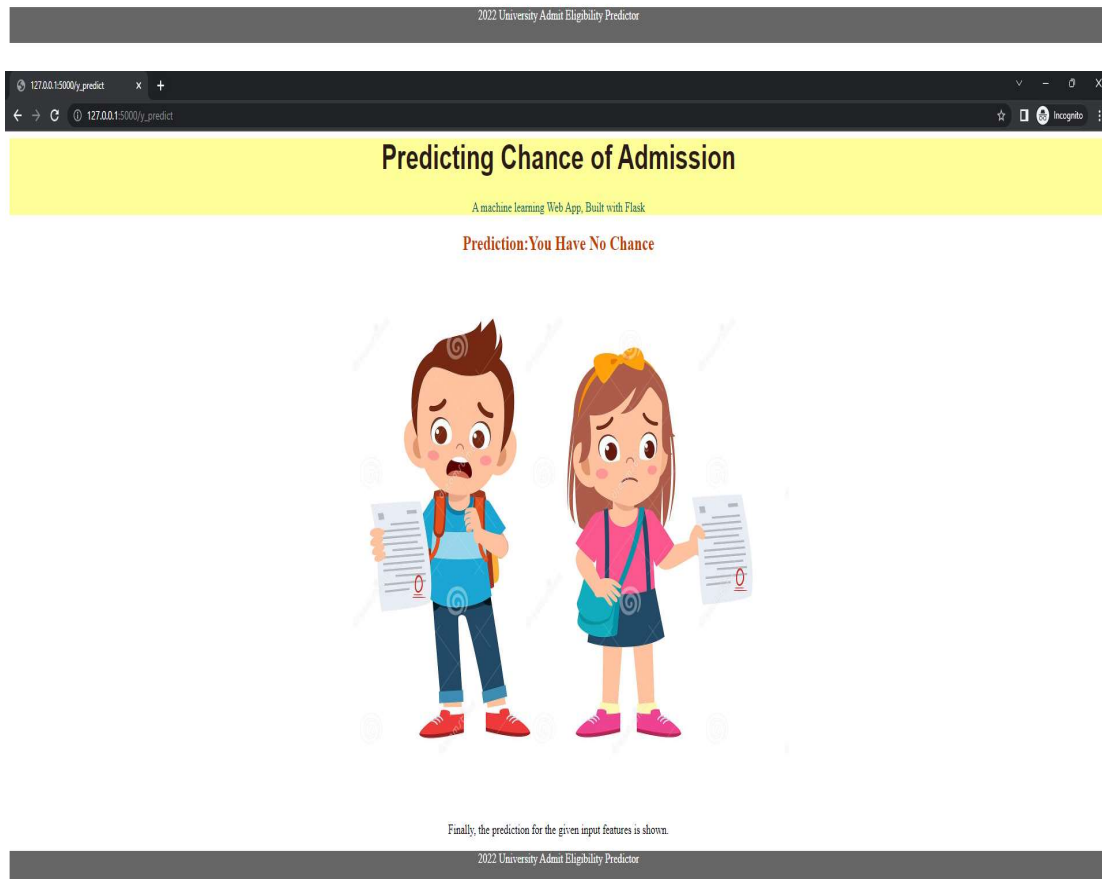 2022 University Admit Eligibility Predictor
127.0.0.1:5000/y_predict
127.0.0.1:5000/y_predict
Incognito
Predicting Chance of Admission
A machine learning Web App, Built with Flask
Prediction:You Have No Chance
Finally, the prediction for the given input features is shown.
2022 University Admit Eligibility Predictor